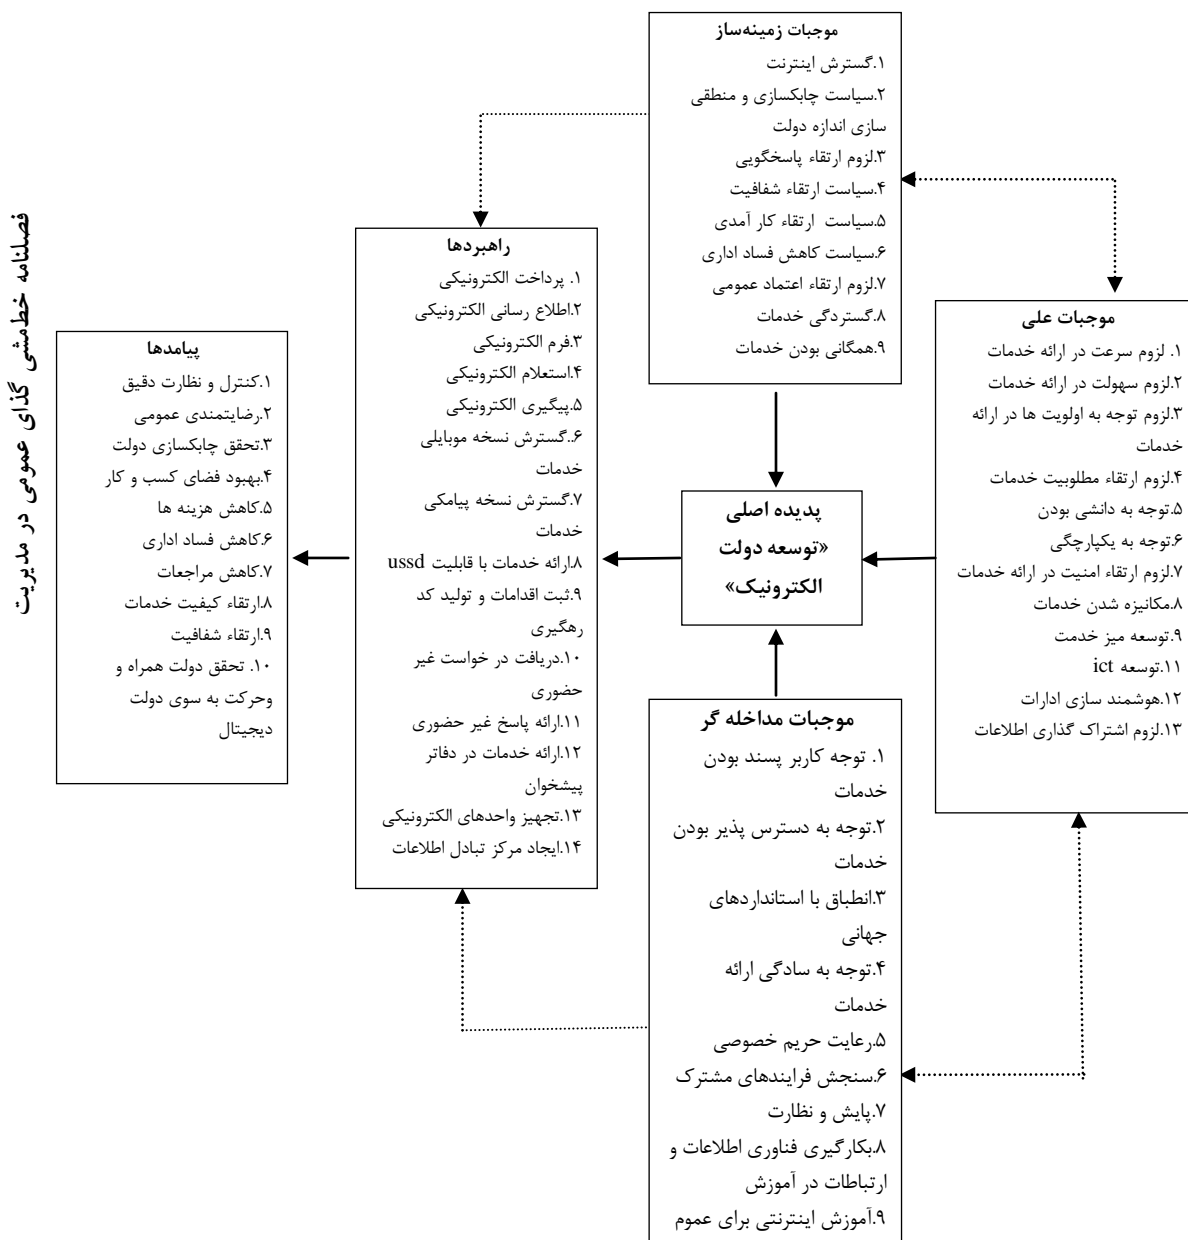 موجبات زمینه‌ساز
۱.گسترش اینترنت
۲.سیاست چابکسازی و منطقی
سازی اندازه دولت
۳.لزوم ارتقاء پاسخگویی
۴.سیاست ارتقاء شفافیت
۵.سیاست ارتقاء کار آمدی
۶.سیاست کاهش فساد اداری
۷.لزوم ارتقاء اعتماد عمومی
۸.گستردگی خدمات
۹.همگانی بودن خدمات
موجبات علی
۱. لزوم سرعت در ارائه خدمات
۲.لزوم سهولت در ارائه خدمات
۳.لزوم توجه به اولویت ها در ارائه
خدمات
۴.لزوم ارتقاء مطلوبیت خدمات
۵.توجه به دانشی بودن
۶.توجه به یکپارچگی
۷.لزوم ارتقاء امنیت در ارائه خدمات
۸.مکانیزه شدن خدمات
۹.توسعه میز خدمت
۱۱.توسعه ict
۱۲.هوشمند سازی ادارات
۱۳.لزوم اشتراک گذاری اطلاعات
پدیده اصلی
«توسعه دولت
الکترونیک»
موجبات مداخله گر
۱. توجه کاربر پسند بودن
خدمات
۲.توجه به دسترس پذیر بودن
خدمات
۳.انطباق با استانداردهای
جهانی
۴.توجه به سادگی ارائه
خدمات
۵.رعایت حریم خصوصی
۶.سنجش فرایندهای مشترک
۷.پایش و نظارت
۸.بکارگیری فناوری اطلاعات و
ارتباطات در آموزش
۹.آموزش اینترنتی برای عموم
راهبردها
۱. پرداخت الکترونیکی
۲.اطلاع رسانی الکترونیکی
۳.فرم الکترونیکی
۴.استعلام الکترونیکی
۵.پیگیری الکترونیکی
۶..گسترش نسخه موبایلی
خدمات
۷.گسترش نسخه پیامکی
خدمات
۸.ارائه خدمات با قابلیت ussd
۹.ثبت اقدامات و تولید کد
رهگیری
۱۰.دریافت در خواست غیر
حضوری
۱۱.ارائه پاسخ غیر حضوری
۱۲.ارائه خدمات در دفاتر
پیشخوان
۱۳.تجهیز واحدهای الکترونیکی
۱۴.ایجاد مرکز تبادل اطلاعات
پیامدها
۱.کنترل و نظارت دقیق
۲.رضایتمندی عمومی
۳.تحقق چابکسازی دولت
۴.بهبود فضای کسب و کار
۵.کاهش هزینه ها
۶.کاهش فساد اداری
۷.کاهش مراجعات
۸.ارتقاء کیفیت خدمات
۹.ارتقاء شفافیت
۱۰. تحقق دولت همراه و
وحرکت به سوی دولت
دیجیتال
فصلنامه خط‌مشی گذای عمومی در مدیریت